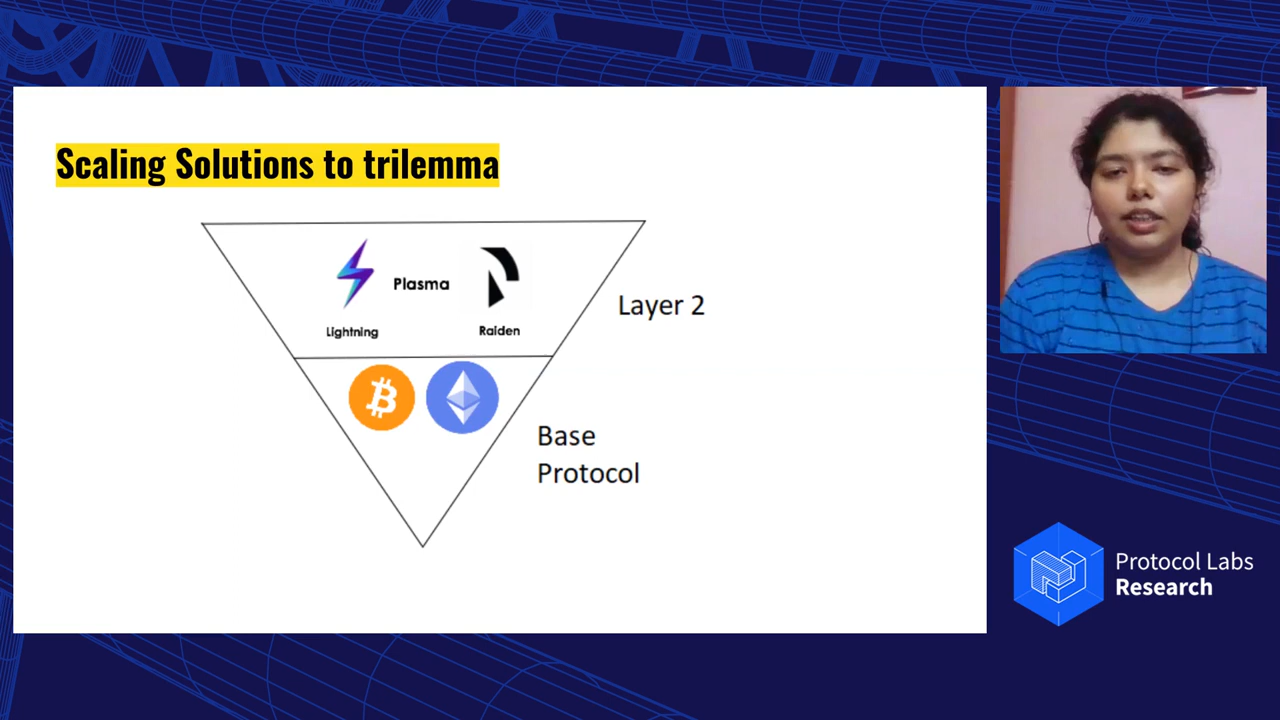 Scaling Solutions to trilemma
Plasma
Lightning
Raiden
Layer 2
Base
Protocol
Protocol Labs
Research